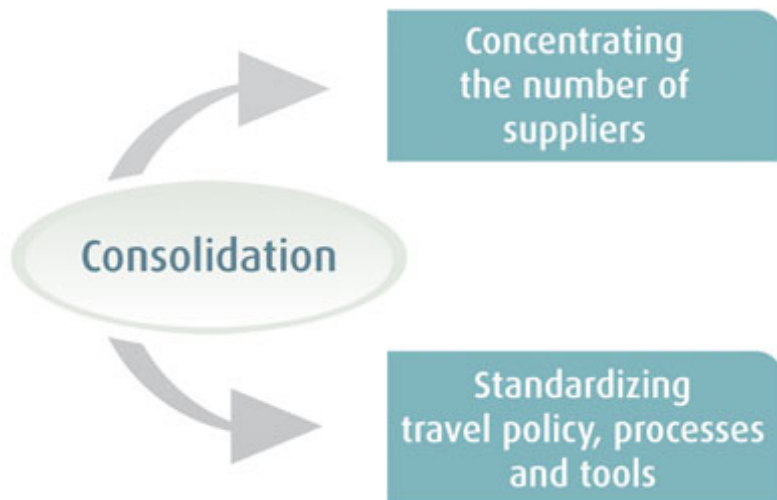 Concentrating
the number of
suppliers
Consolidation
Standardizing
travel policy, processes
and tools